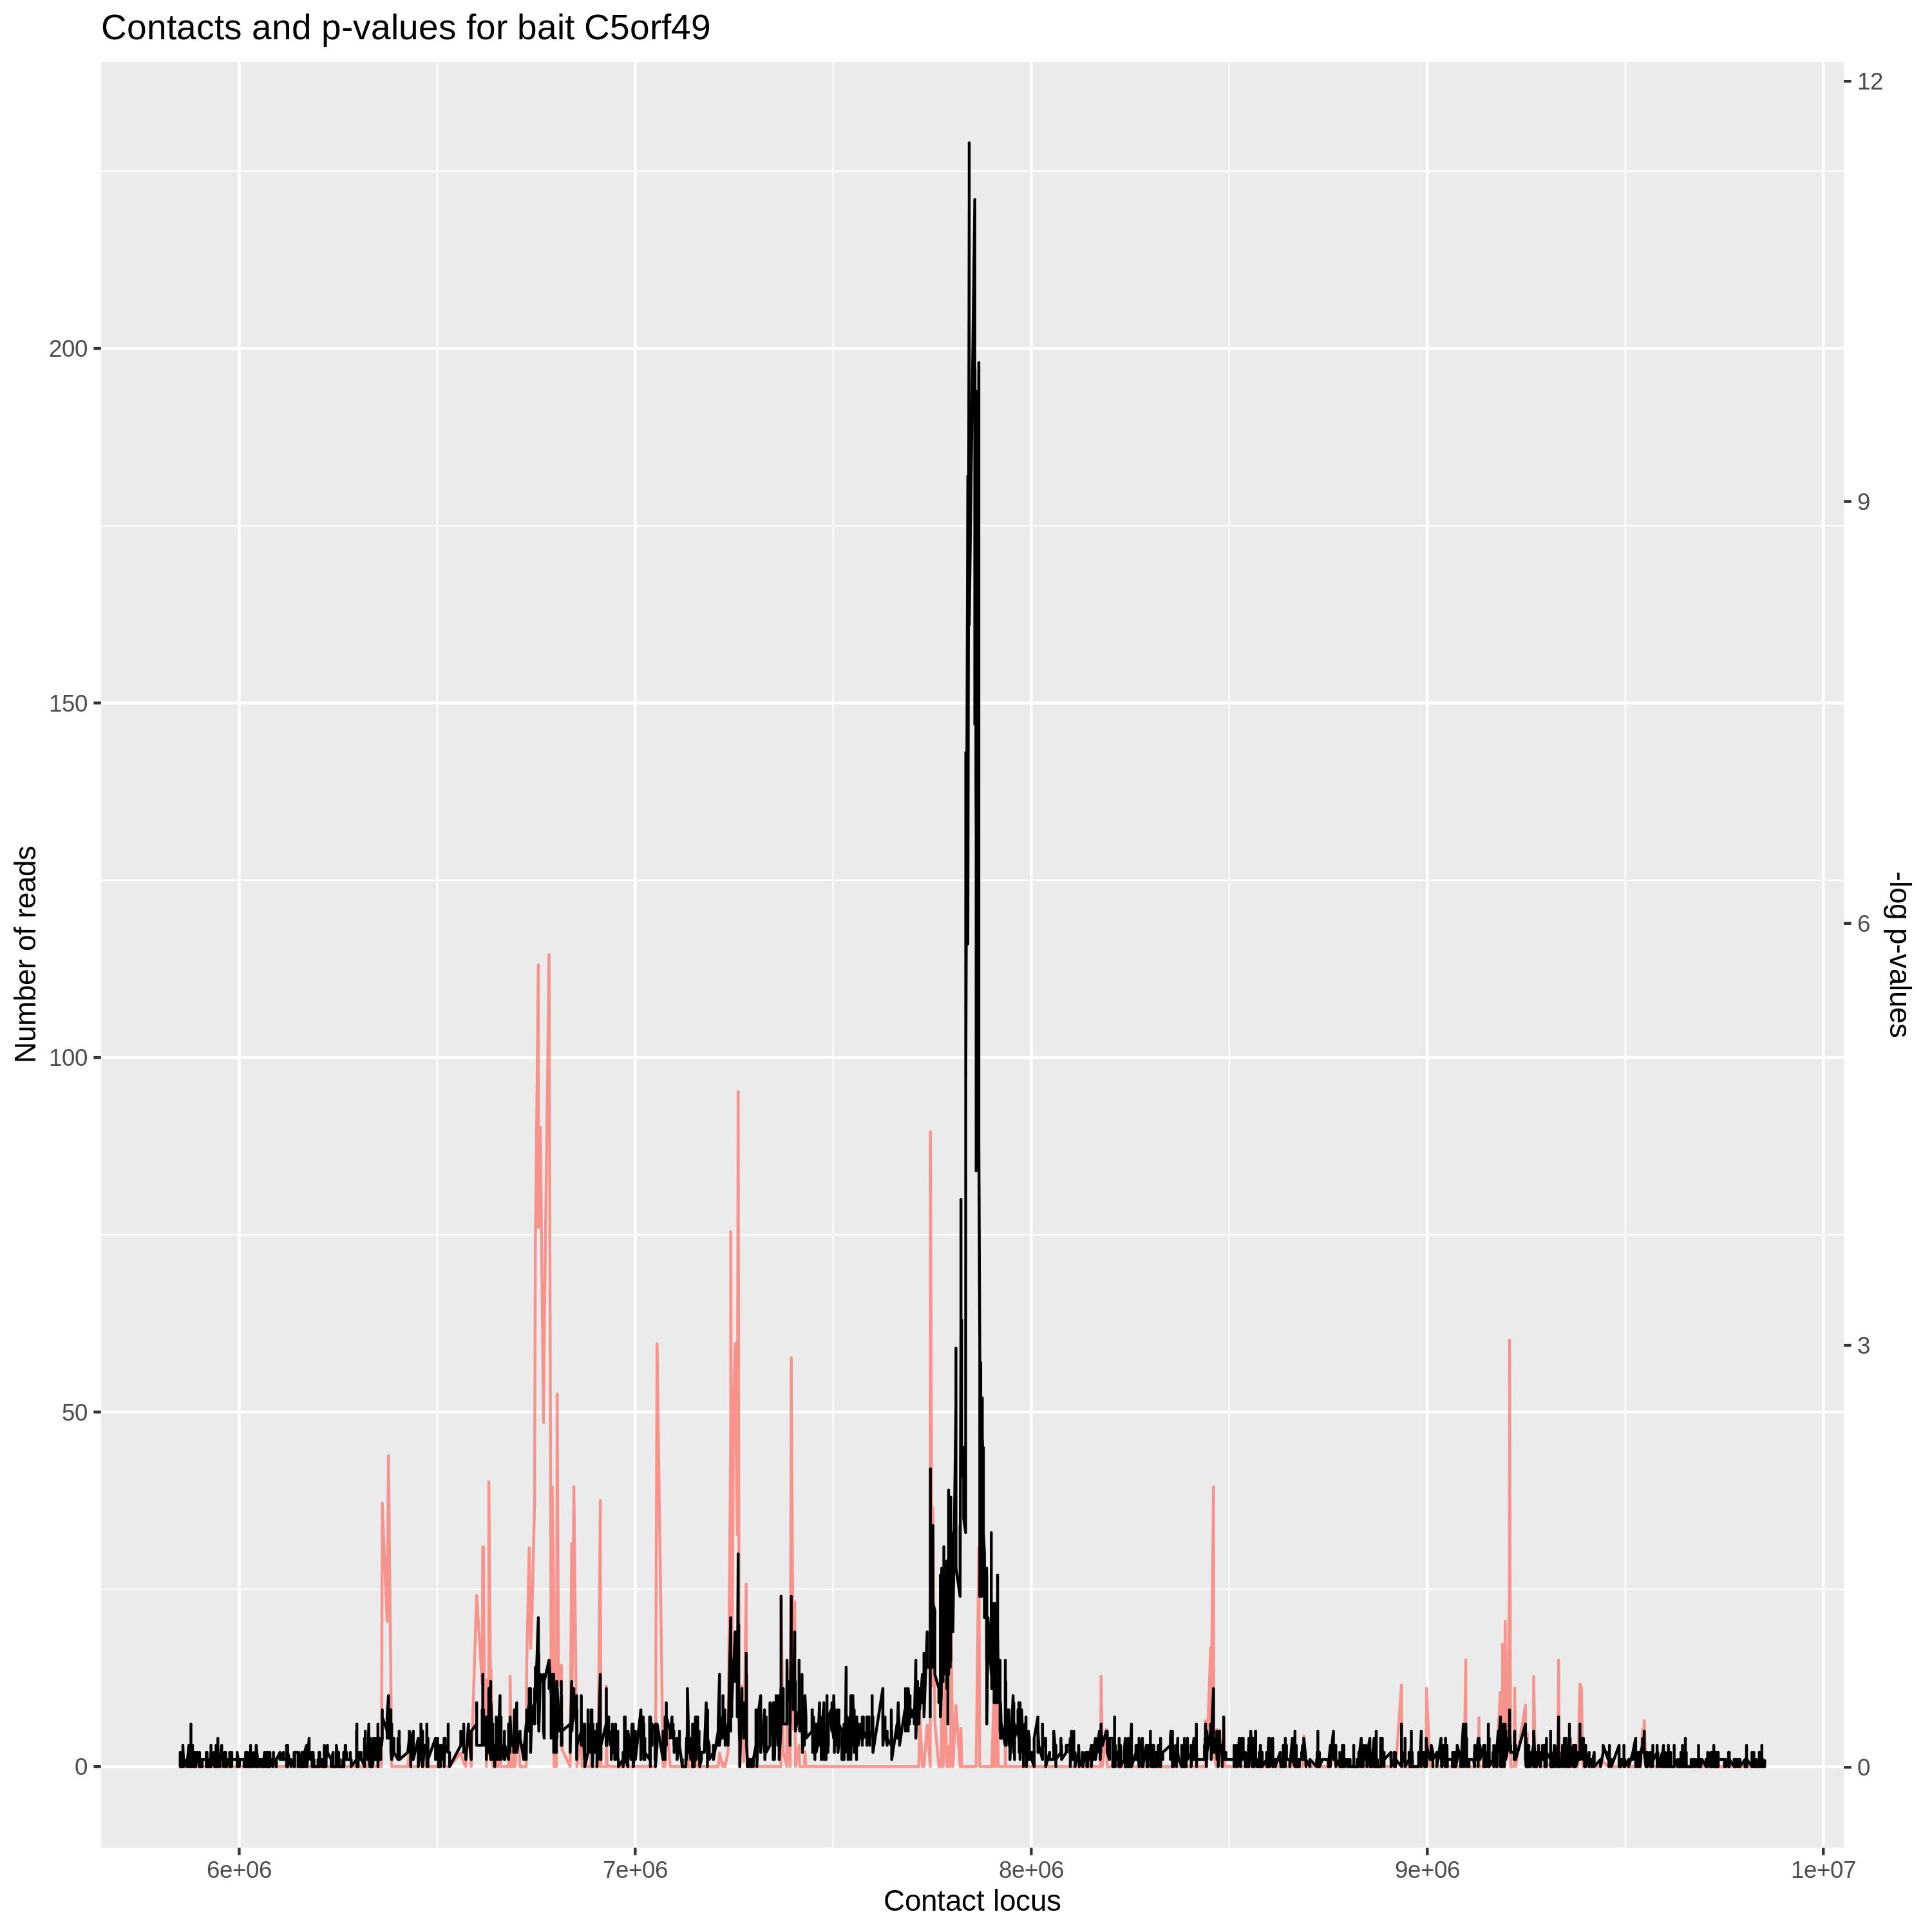 Contacts and p-values for bait C5orf49
12
200
9
150
Number of reads
-log p-values
6
100
3
50
0
0
6e+06
7e+06
8e+06
9e+06
1e+07
Contact locus